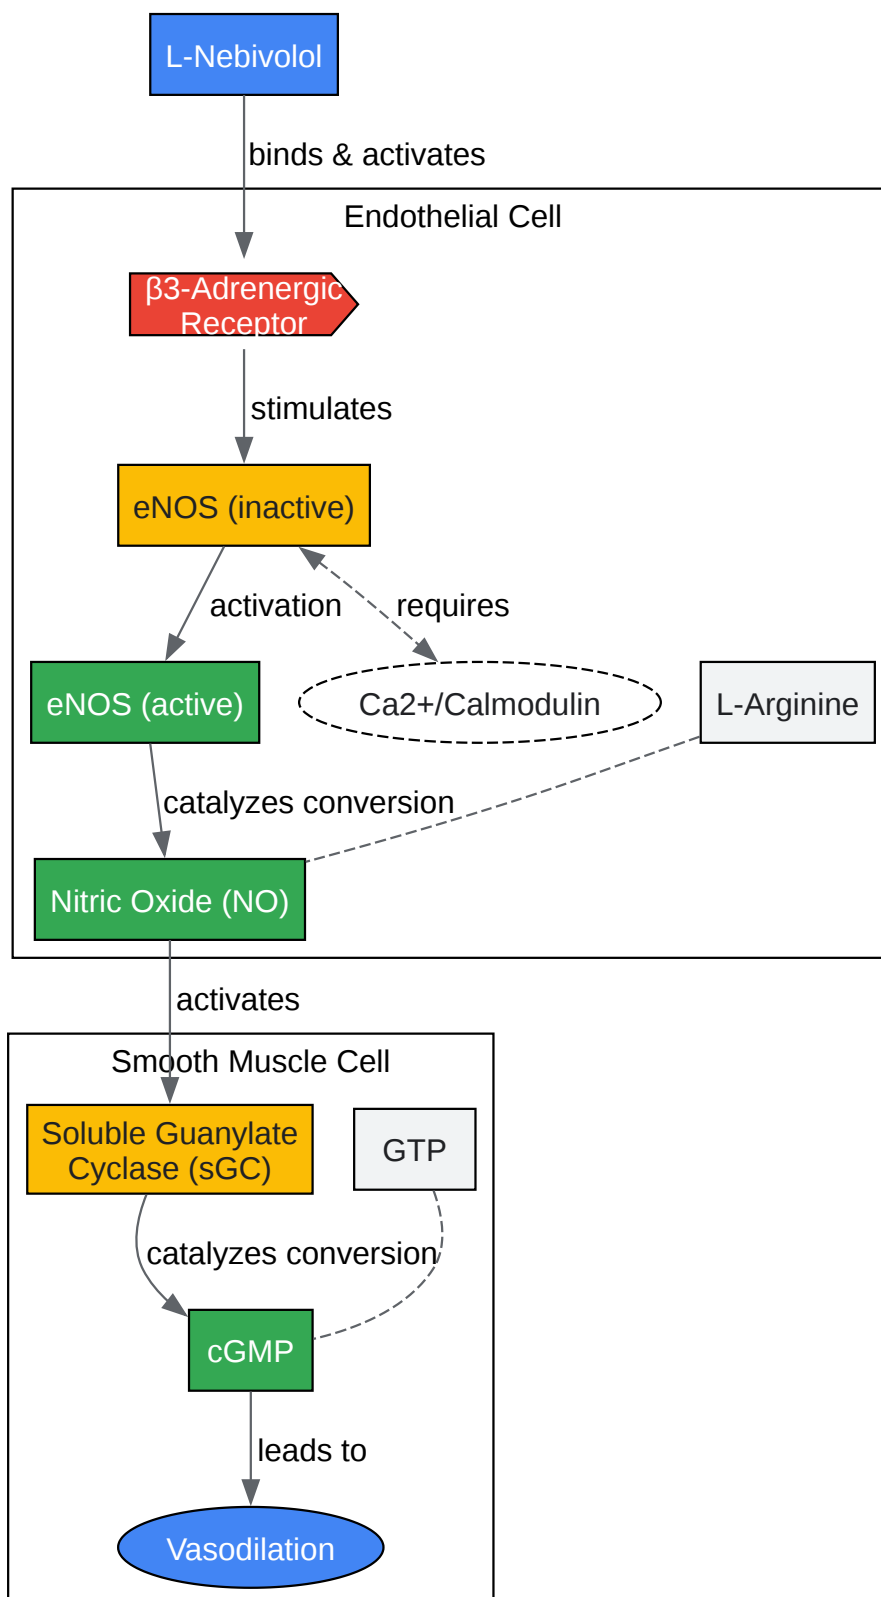 L-Nebivolol
binds & activates
Endothelial Cell
β3-Adrenergic
Receptor
stimulates
eNOS (inactive)
activation
requires
eNOS (active)
Ca2+/Calmodulin
L-Arginine
catalyzes conversion
Nitric Oxide (NO)
activates
Smooth Muscle Cell
Soluble Guanylate
Cyclase (sGC)
GTP
catalyzes conversion
cGMP
leads to
Vasodilation